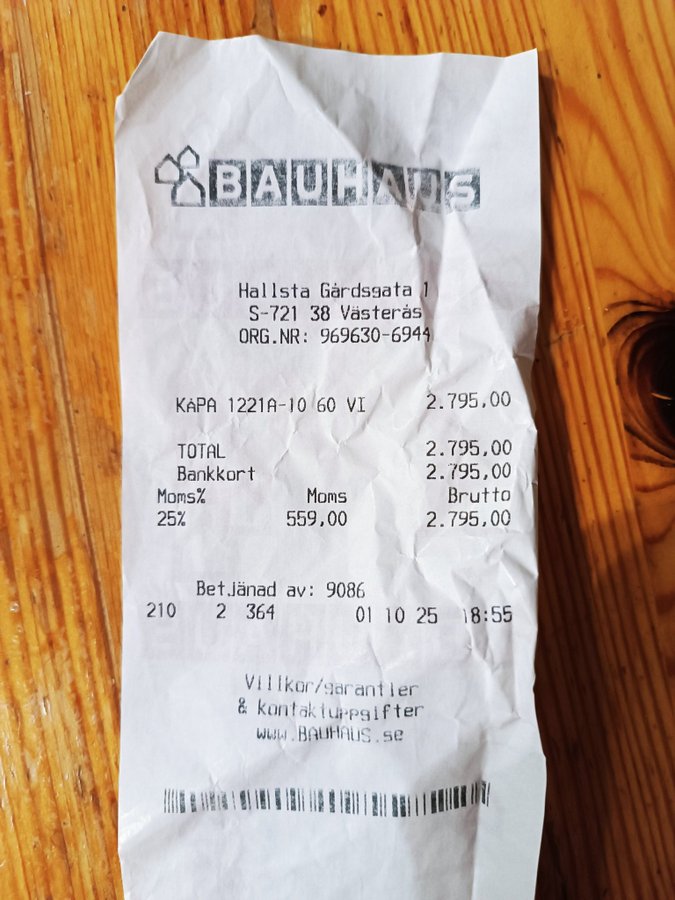 BAUHAUS
Hallsta Gårdsgata 1
S-721 38 Västerås
ORG.NR: 969630-6944
KAPA 1221A-10 60 VI 2.795,00
TOTAL 2.795,00
Bankkort 2.795,00
Moms% Moms Brutto
25% 559,00 2.795,00
Betjänad av: 9086
210 2 364 01 10 25 18:55
Villkor/garantier
& kontaktuppgifter
www.BAUHAUS.se